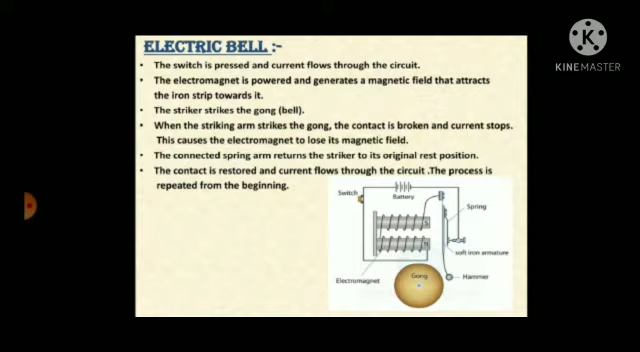 K
KINEMASTER
ELECTRIC BELL :-
• The switch is pressed and current flows through the circuit.
• The electromagnet is powered and generates a magnetic field that attracts
the iron strip towards it.
• The striker strikes the gong (bell).
• When the striking arm strikes the gong, the contact is broken and current stops.
This causes the electromagnet to lose its magnetic field.
• The connected spring arm returns the striker to its original rest position.
• The contact is restored and current flows through the circuit .The process is
repeated from the beginning.
Switch
Battery
Spring
soft iron armature
Electromagnet
Gong
Hammer